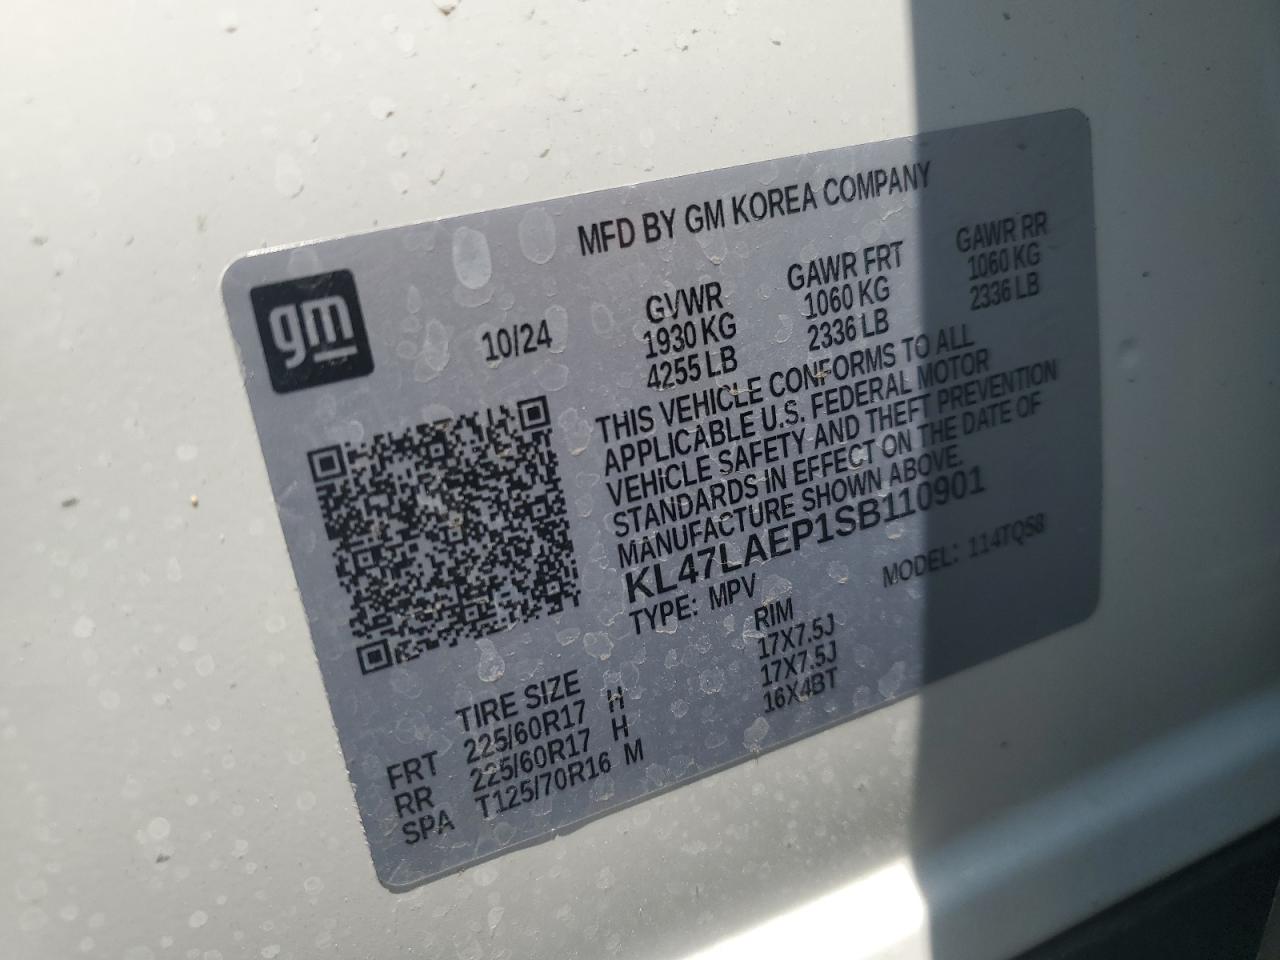 MFD BY GM KOREA COMPANY
gm
10/24
GVWR GAWR FRT GAWR RR
1930 KG 1060 KG 1060 KG
4255 LB 2336 LB 2336 LB
THIS VEHICLE CONFORMS TO ALL
APPLICABLE U.S. FEDERAL MOTOR
VEHICLE SAFETY AND THEFT PREVENTION
STANDARDS IN EFFECT ON THE DATE OF
MANUFACTURE SHOWN ABOVE.
KL47LAEP1SB110901
TYPE: MPV MODEL: 114TQ58
TIRE SIZE RIM
FRT 225/60R17 H 17X7.5J
RR 225/60R17 H 17X7.5J
SPA T125/70R16 M 16X4BT